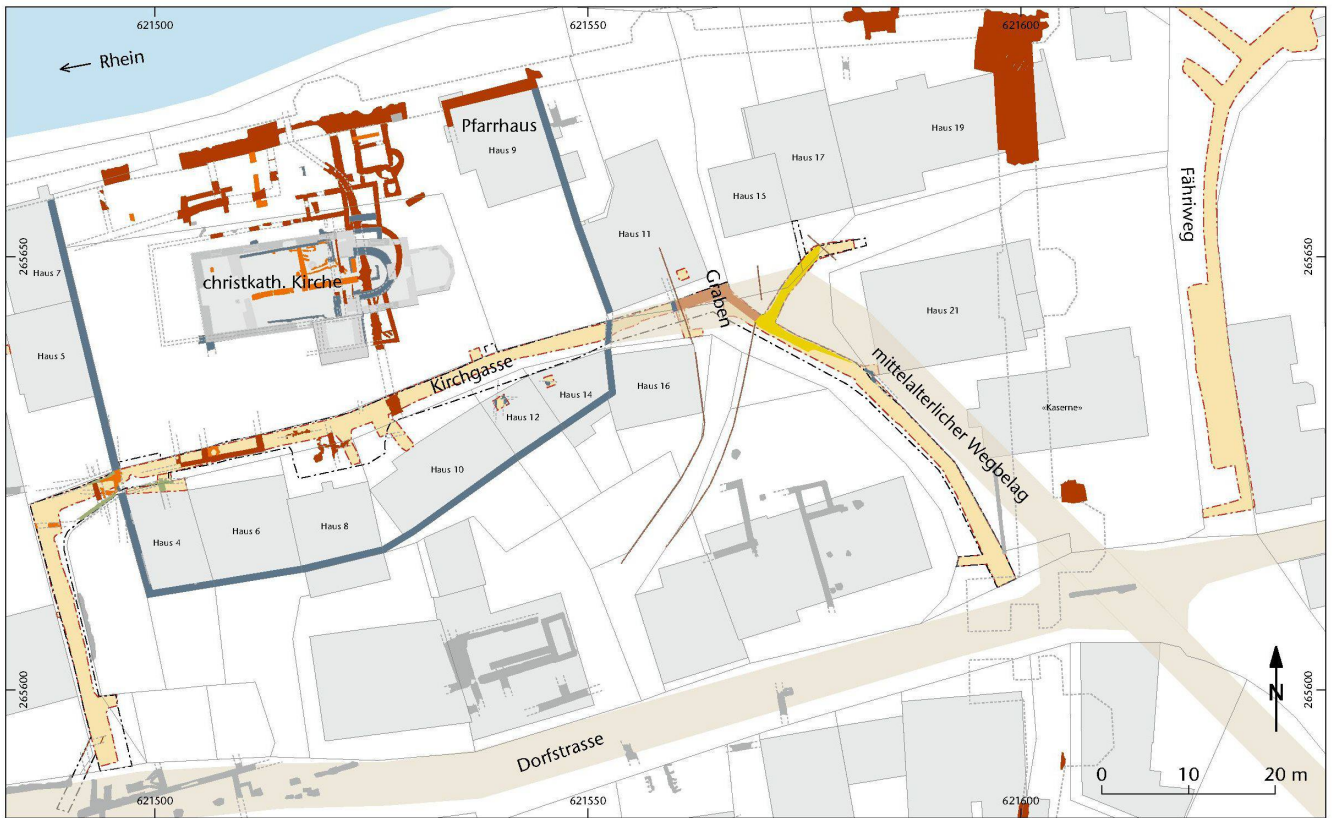 621500
621550
621600
Rhein
Pfarrhaus
Haus 9
Haus 17
Haus 19
Haus 15
Fähriweg
Haus 7
Haus 11
265650
265650
christkath. Kirche
Graben
Haus 21
Haus 5
Kirchgasse
mittelalterlicher Wegbelag
Haus 14
Haus 16
Haus 12
«Kaserne»
Haus 10
Haus 8
Haus 6
Haus 4
265600
265600
N
Dorfstrasse
0 10 20 m
621500
621550
621600